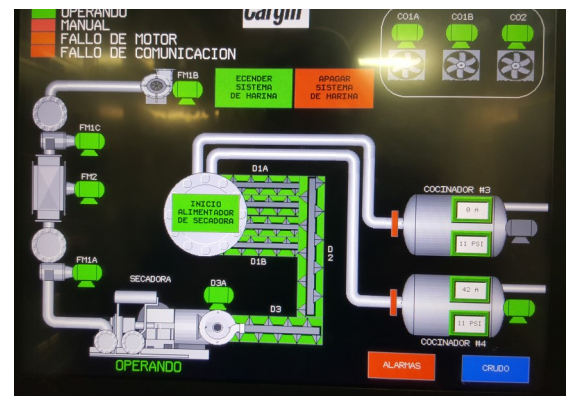 OPERANDO
MANUAL
FALLO DE MOTOR
FALLO DE COMUNICACION
Cargill
CO1A
CO1B
CO2
FM1B
ECENDER
SISTEMA
DE HARINA
APAGAR
SISTEMA
DE HARINA
FM1C
FM2
FM1A
D1A
INICIO
ALIMENTADOR
DE SECADORA
D1B
D
2
COCINADOR #3
0 A
11 PSI
SECADORA
D3A
D3
42 A
11 PSI
COCINADOR #4
OPERANDO
ALARMAS
CRUDO